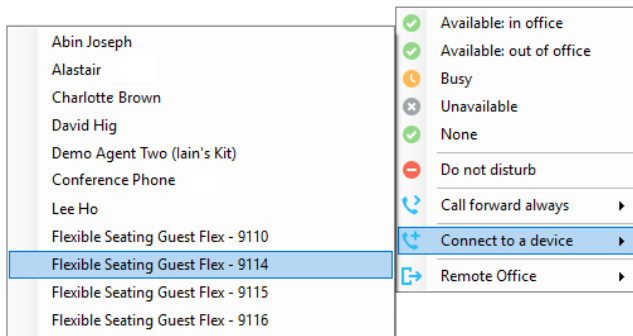 Abin Joseph
Alastair
Charlotte Brown
David Hig
Demo Agent Two (Iain's Kit)
Conference Phone
Lee Ho
Flexible Seating Guest Flex - 9110
Flexible Seating Guest Flex - 9114
Flexible Seating Guest Flex - 9115
Flexible Seating Guest Flex - 9116
Available: in office
Available: out of office
Busy
Unavailable
None
Do not disturb
Call forward always
Connect to a device
Remote Office